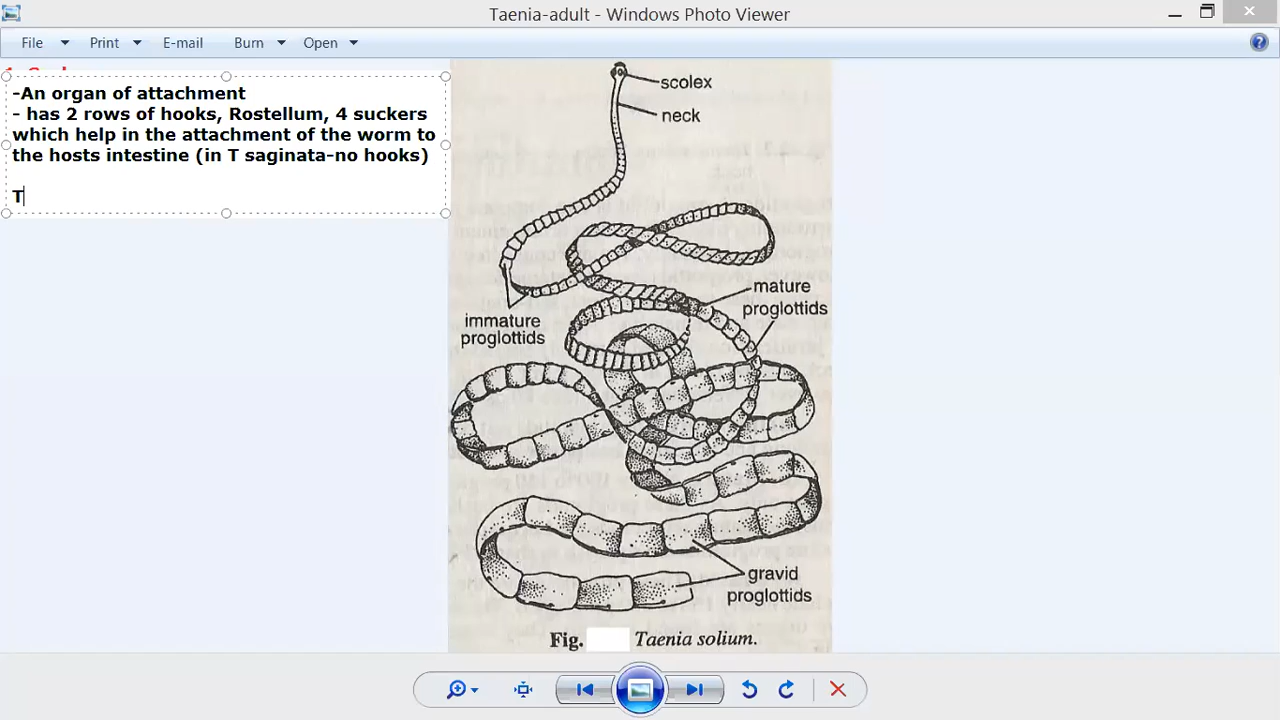 Taenia-adult - Windows Photo Viewer
File Print E-mail Burn Open
-An organ of attachment
- has 2 rows of hooks, Rostellum, 4 suckers
which help in the attachment of the worm to
the hosts intestine (in T saginata-no hooks)
T
scolex
neck
immature
proglottids
mature
proglottids
gravid
proglottids
Fig. Taenia solium.